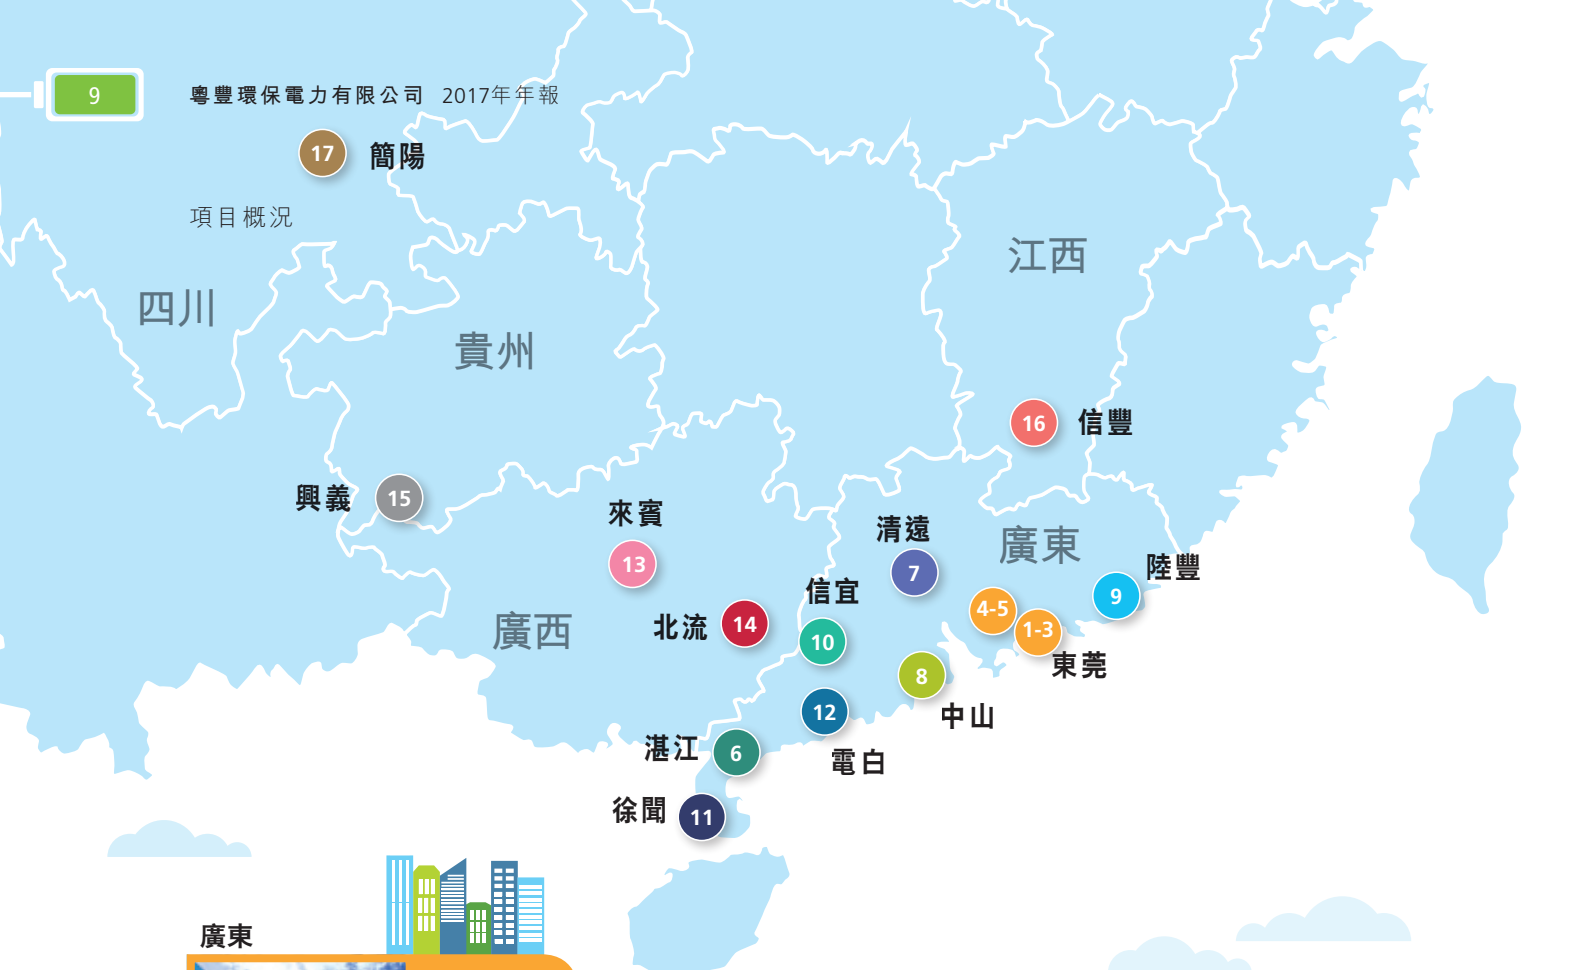 9
粵豐環保電力有限公司 2017年年報
17 簡陽
項目概況
江西
四川
貴州
16 信豐
興義 15
來賓
13
清遠
7
廣東
陸豐
9
信宜
10
4-5
1-3
東莞
北流 14
廣西
8
中山
12
電白
湛江 6
徐聞 11
廣東